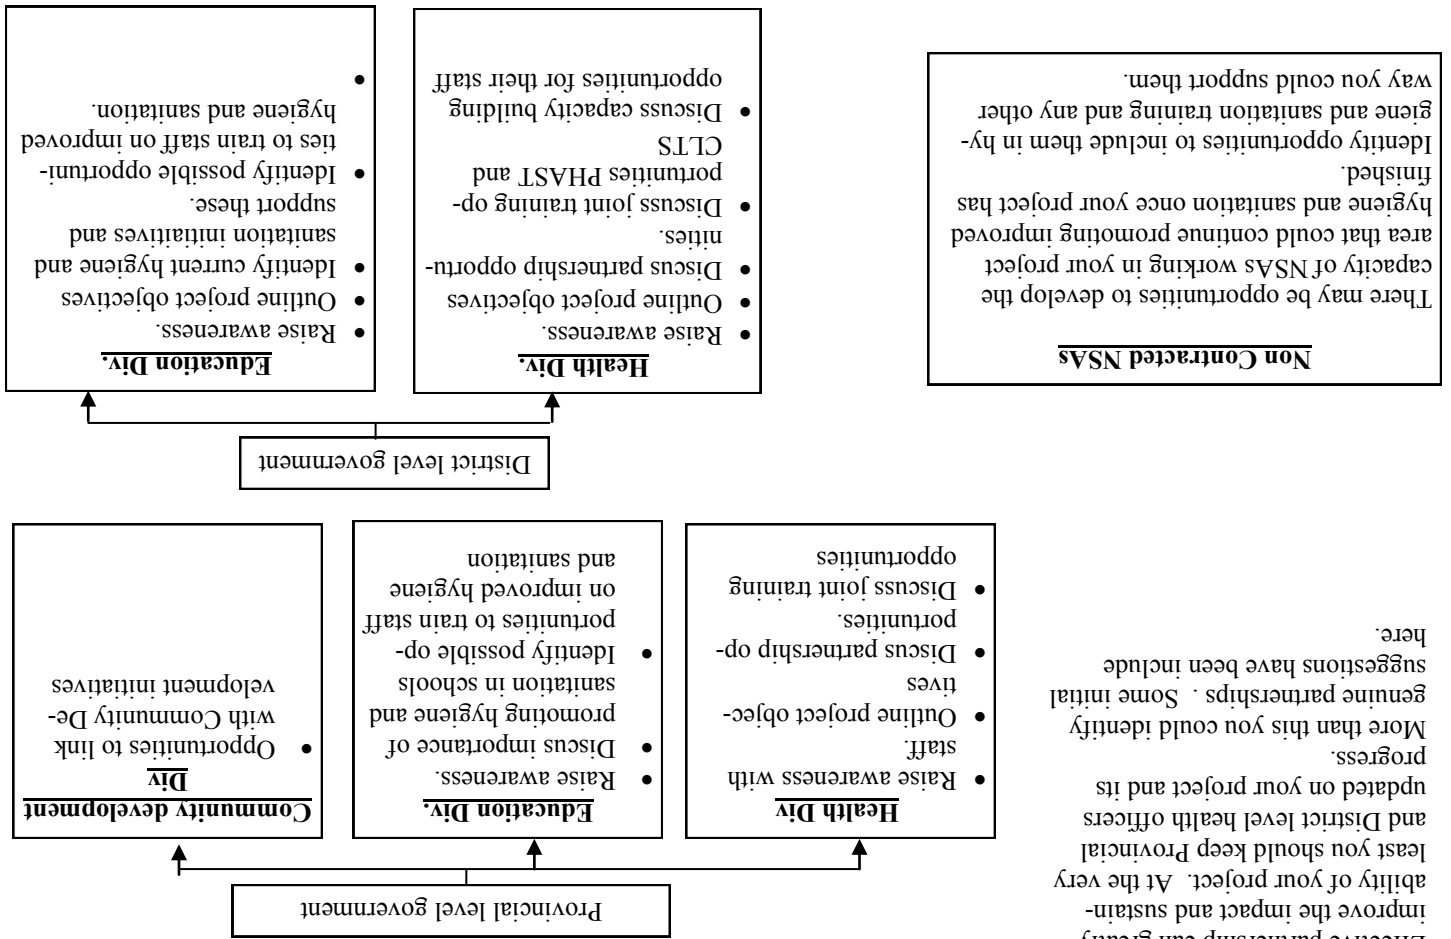 Effective partnership can greatly
improve the impact and sustain-
ability of your project. At the very
least you should keep Provincial
and District level health officers
updated on your project and its
progress.
More than this you could identify
genuine partnerships . Some initial
suggestions have been include
here.
Provincial level government
Health Div
• Raise awareness with
staff.
• Outline project objec-
tives
• Discus partnership op-
portunities.
• Discuss joint training
opportunities
Education Div.
• Raise awareness.
• Discus importance of
promoting hygiene and
sanitation in schools
• Identify possible op-
portunities to train staff
on improved hygiene
and sanitation
Community development
Div
• Opportunities to link
with Community De-
velopment initiatives
District level government
Non Contracted NSAs
There may be opportunities to develop the
capacity of NSAs working in your project
area that could continue promoting improved
hygiene and sanitation once your project has
finished.
Identity opportunities to include them in hy-
giene and sanitation training and any other
way you could support them.
Health Div.
• Raise awareness.
• Outline project objectives
• Discus partnership opportu-
nities.
• Discuss joint training op-
portunities PHAST and
CLTS
• Discuss capacity building
opportunities for their staff
Education Div.
• Raise awareness.
• Outline project objectives
• Identify current hygiene and
sanitation initiaitives and
support these.
• Identify possible opportuni-
ties to train staff on improved
hygiene and sanitation.
•